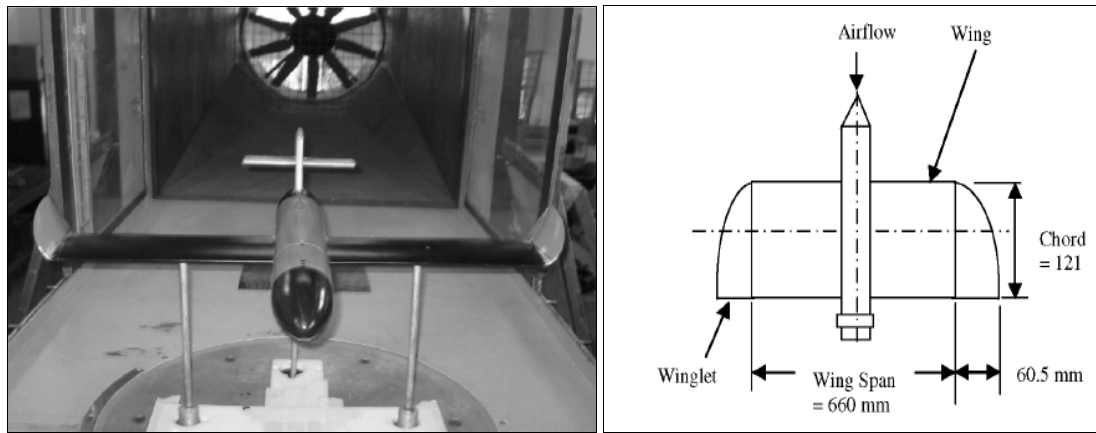 Airflow
Wing
Chord
= 121
Winglet
Wing Span
= 660 mm
60.5 mm